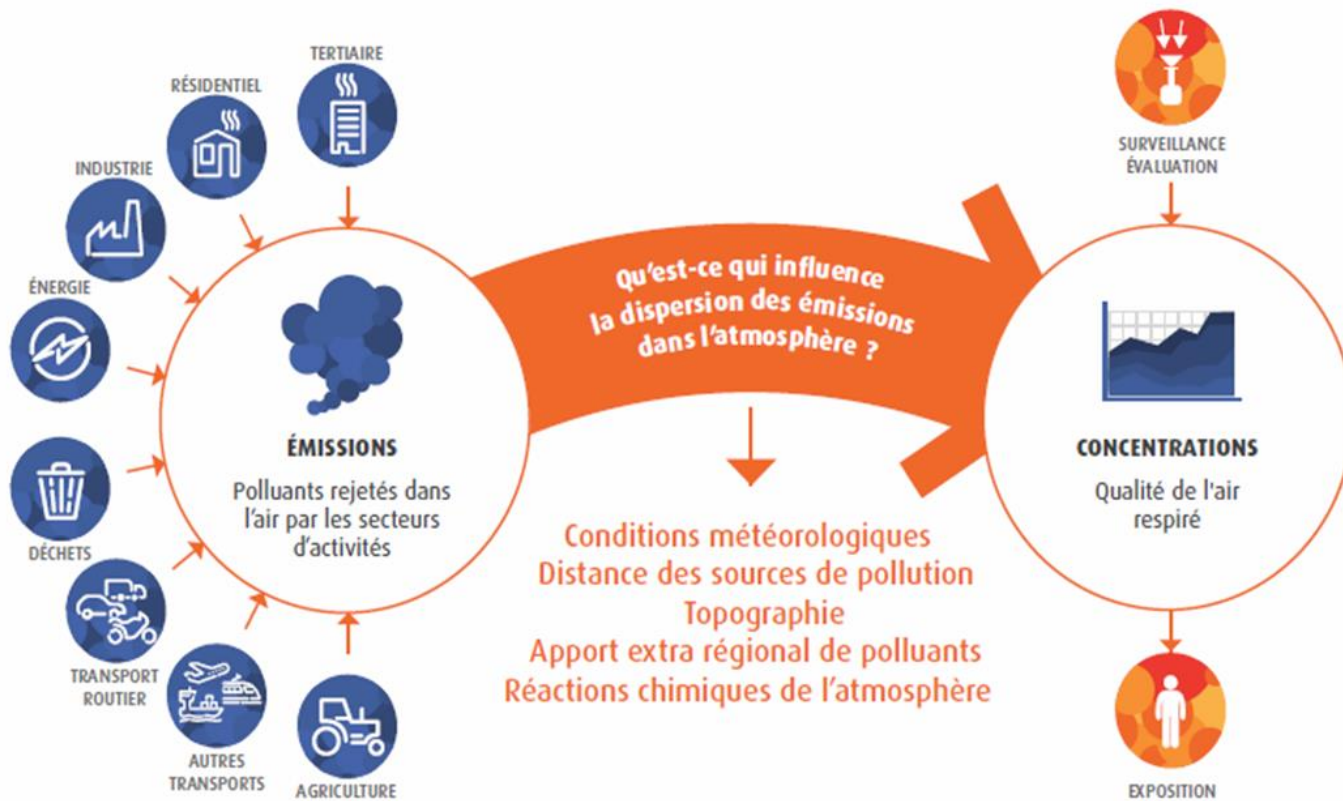 TERTIAIRE
RÉSIDENTIEL
INDUSTRIE
ÉNERGIE
DÉCHETS
TRANSPORT
ROUTIER
AUTRES
TRANSPORTS
AGRICULTURE
ÉMISSIONS
Polluants rejetés dans
l'air par les secteurs
d'activités
Qu'est-ce qui influence
la dispersion des émissions
dans l'atmosphère ?
Conditions météorologiques
Distance des sources de pollution
Topographie
Apport extra régional de polluants
Réactions chimiques de l'atmosphère
SURVEILLANCE
ÉVALUATION
CONCENTRATIONS
Qualité de l'air
respiré
EXPOSITION